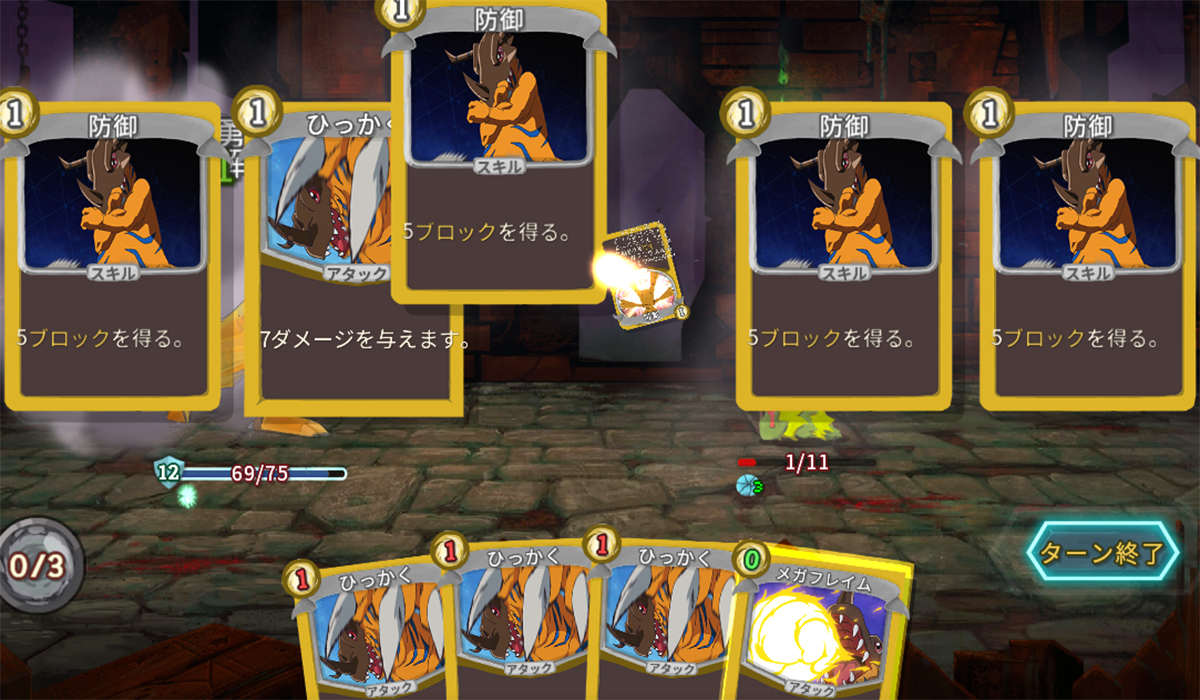 1
防御
スキル
5ブロックを得る。
1
ひっかく
アタック
7ダメージを与えます。
1
防御
スキル
5ブロックを得る。
1
防御
スキル
5ブロックを得る。
1
防御
スキル
5ブロックを得る。
12
69/75
1/11
3
0/3
ターン終了
1
ひっかく
アタック
1
ひっかく
アタック
1
ひっかく
アタック
0
メガフレイム
アタック